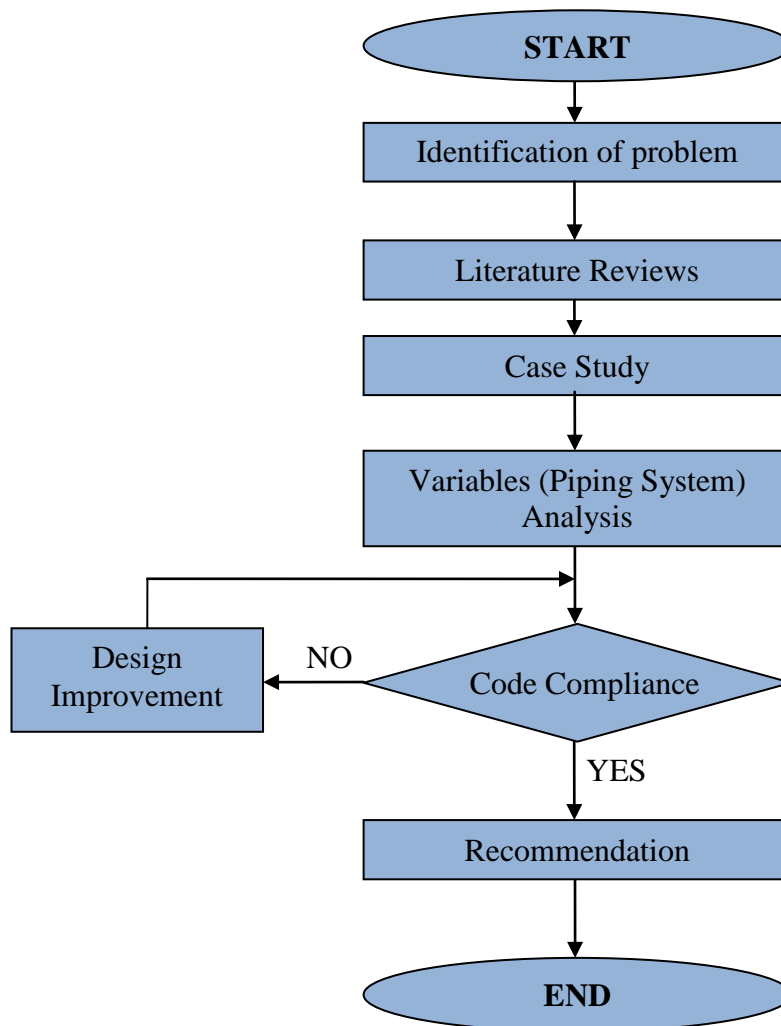 START
Identification of problem
Literature Reviews
Case Study
Variables (Piping System)
Analysis
Design
Improvement
NO
Code Compliance
YES
Recommendation
END